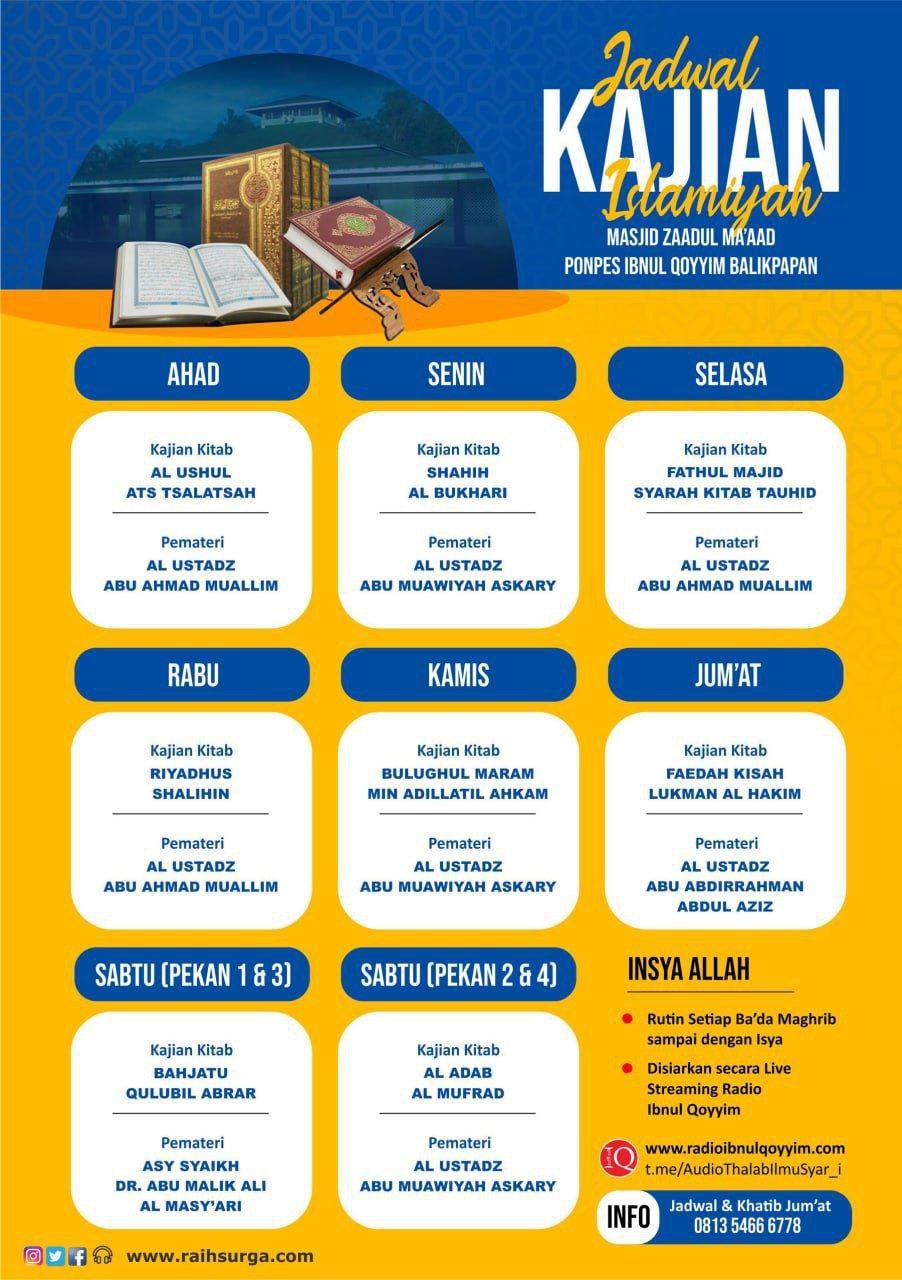 Jadwal
KAJIAN
Islamiyah
MASJID ZAADUL MA'AAD
PONPES IBNUL QOYYIM BALIKPAPAN
AHAD
Kajian Kitab
AL USHUL
ATS TSALATSAH
Pemateri
AL USTADZ
ABU AHMAD MUALLIM
SENIN
Kajian Kitab
SHAHIH
AL BUKHARI
Pemateri
AL USTADZ
ABU MUAWIYAH ASKARY
SELASA
Kajian Kitab
FATHUL MAJID
SYARAH KITAB TAUHID
Pemateri
AL USTADZ
ABU AHMAD MUALLIM
RABU
Kajian Kitab
RIYADHUS
SHALIHIN
Pemateri
AL USTADZ
ABU AHMAD MUALLIM
KAMIS
Kajian Kitab
BULUGHUL MARAM
MIN ADILLATIL AHKAM
Pemateri
AL USTADZ
ABU MUAWIYAH ASKARY
JUM'AT
Kajian Kitab
FAEDAH KISAH
LUKMAN AL HAKIM
Pemateri
AL USTADZ
ABU ABDIRRAHMAN
ABDUL AZIZ
SABTU (PEKAN 1 & 3)
Kajian Kitab
BAHJATU
QULUBIL ABRAR
Pemateri
ASY SYAIKH
DR. ABU MALIK ALI
AL MASY'ARI
SABTU (PEKAN 2 & 4)
Kajian Kitab
AL ADAB
AL MUFRAD
Pemateri
AL USTADZ
ABU MUAWIYAH ASKARY
INSYA ALLAH
Rutin Setiap Ba'da Maghrib
sampai dengan Isya
Disiarkan secara Live
Streaming Radio
Ibnul Qoyyim
www.radioibnulqoyyim.com
t.me/AudioThalabIlmuSyar_i
INFO
Jadwal & Khatib Jum'at
0813 5466 6778
www.raihsurga.com